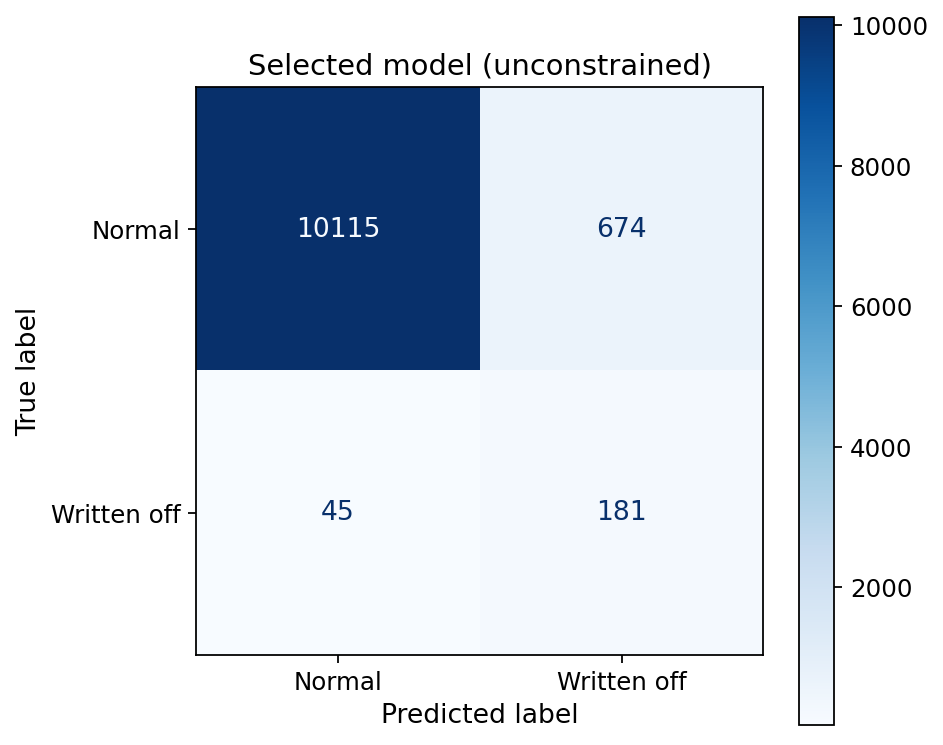 Selected model (unconstrained)
True label
Normal
10115
674
Written off
45
181
Normal
Written off
Predicted label
10000
8000
6000
4000
2000